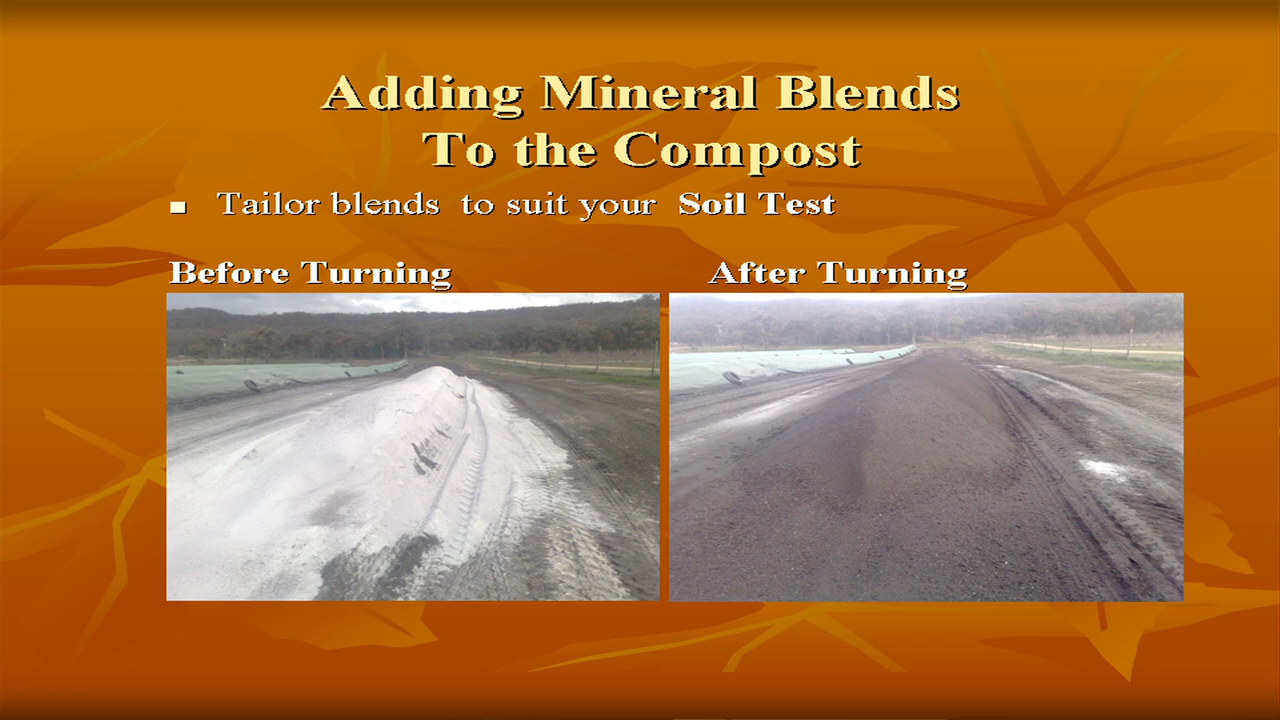 Adding Mineral Blends
To the Compost
Tailor blends to suit your Soil Test
Before Turning
After Turning